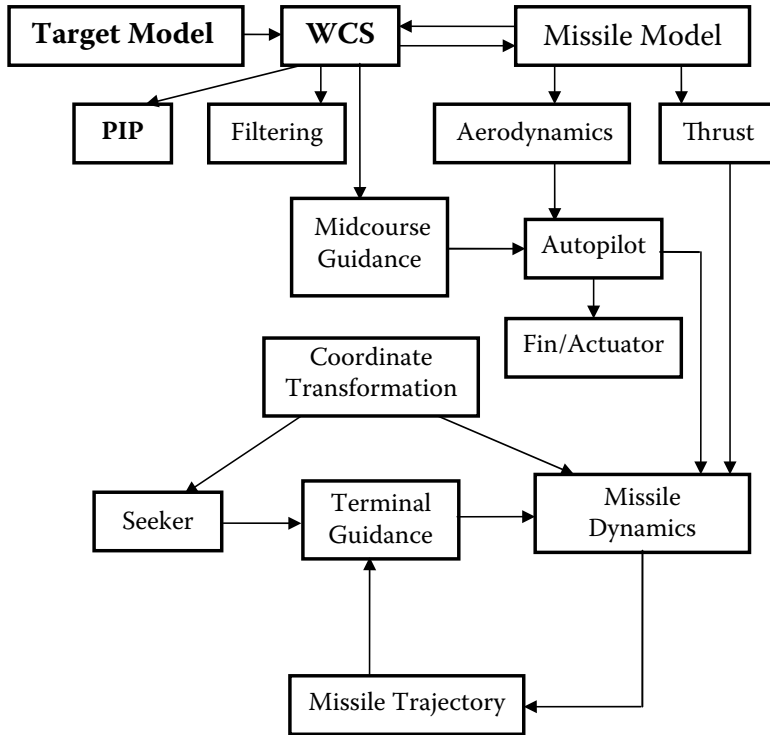 Target Model
WCS
Missile Model
PIP
Filtering
Aerodynamics
Thrust
Midcourse
Guidance
Autopilot
Fin/Actuator
Coordinate
Transformation
Seeker
Terminal
Guidance
Missile
Dynamics
Missile Trajectory